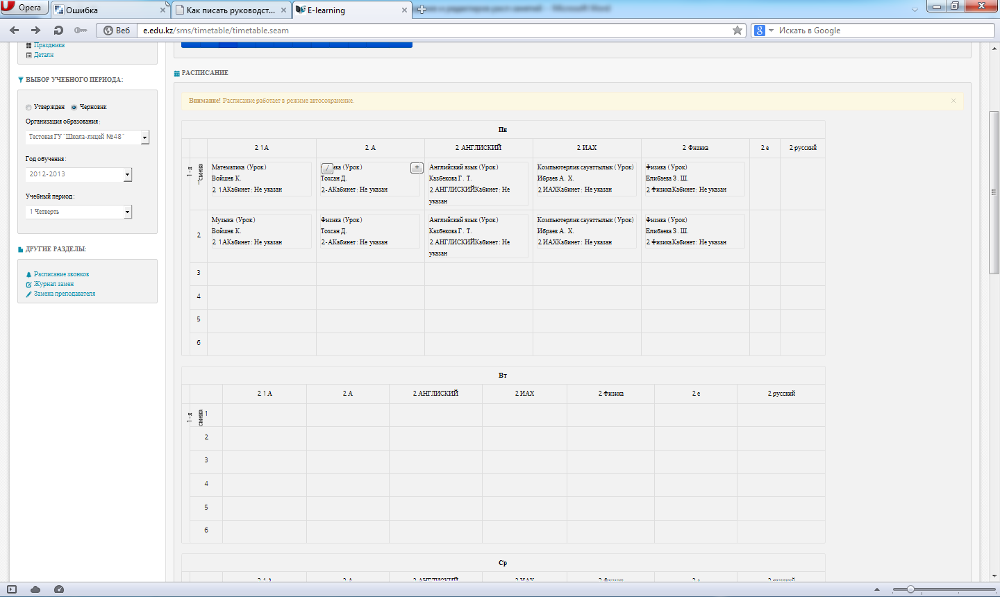 Opera
Ошибка
Как писать руководст...
E-learning
Microsoft Word
Веб
e.edu.kz/sms/timetable/timetable.seam
Искать в Google
Праздники
Детали
ВЫБОР УЧЕБНОГО ПЕРИОДА:
Утвержден Черновик
Организация образования:
Тестовая ГУ "Школа-лицей №48"
Год обучения:
2012-2013
Учебный период:
1 Четверть
ДРУГИЕ РАЗДЕЛЫ:
Расписание звонков
Журнал замен
Замена преподавателя
РАСПИСАНИЕ
Внимание! Расписание работает в режиме автосохранение.
Пн
2 1А 2 А 2 АНГЛИСКИЙ 2 ИАХ 2 Физика 2 е 2 русский
1-я смена
1
Математика (Урок)
Войшев К.
2 1АКабинет: Не указан
ика (Урок)
Тохсан Д.
2-АКабинет: Не указан
Английский язык (Урок)
Казбекова Г. Т.
2 АНГЛИСКИЙКабинет: Не
указан
Компьютерлик сауаттылык (Урок)
Ибраев А. Х.
2 ИАХКабинет: Не указан
Физика (Урок)
Елибаева З. Ш.
2 ФизикаКабинет: Не указан
2
Музыка (Урок)
Войшев К.
2 1АКабинет: Не указан
Физика (Урок)
Тохсан Д.
2-АКабинет: Не указан
Английский язык (Урок)
Казбекова Г. Т.
2 АНГЛИСКИЙКабинет: Не
указан
Компьютерлик сауаттылык (Урок)
Ибраев А. Х.
2 ИАХКабинет: Не указан
Физика (Урок)
Елибаева З. Ш.
2 ФизикаКабинет: Не указан
3
4
5
6
Вт
2 1А 2 А 2 АНГЛИСКИЙ 2 ИАХ 2 Физика 2 е 2 русский
1-я смена
1
2
3
4
5
6
Ср
2 1А 2 А 2 АНГЛИСКИЙ 2 ИАХ 2 Физика 2 е 2 русский